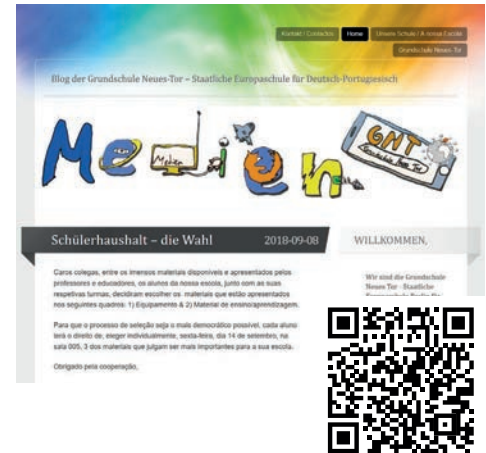 Kontakt / Contactos
Home
Unsere Schule / A nossa Escola
Grundschule Neues-Tor
Blog der Grundschule Neues-Tor – Staatliche Europaschule für Deutsch-Portugiesisch
Medien
Medien
GNT
Grundschule Neues Tor
Schülerhaushalt – die Wahl
2018-09-08
WILLKOMMEN,
Caros colegas, entre os imensos materiais disponíveis e apresentados pelos
professores e educadores, os alunos da nossa escola, junto com as suas
respetivas turmas, decidiram escolher os materiais que estão apresentados
nos seguintes quadros: 1) Equipamento & 2) Material de ensino/aprendizagem.
Para que o processo de seleção seja o mais democrático possível, cada aluno
terá o direito de, eleger individualmente, sexta-feira, dia 14 de setembro, na
sala 005, 3 dos materiais que julgam ser mais importantes para a sua escola.
Obrigado pela cooperação,
Wir sind die Grundschule
Neues Tor - Staatliche